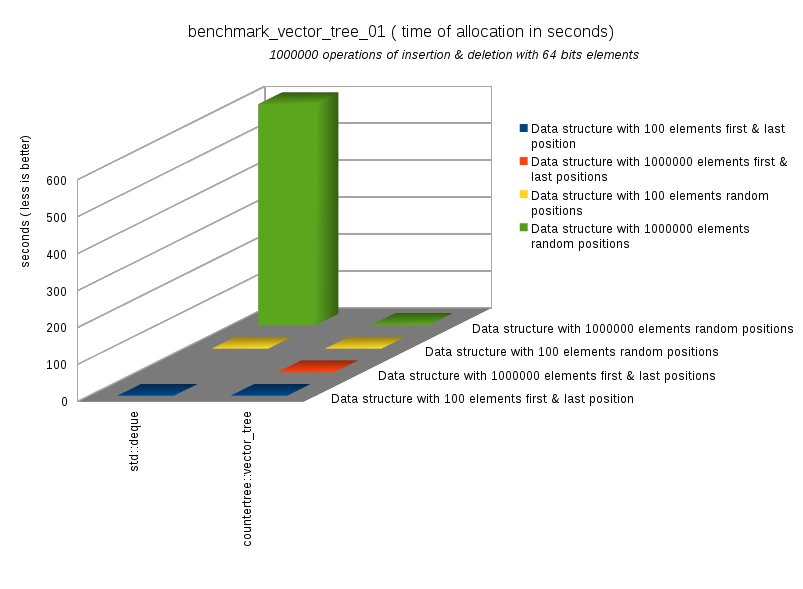 benchmark_vector_tree_01 ( time of allocation in seconds)
1000000 operations of insertion & deletion with 64 bits elements
seconds ( less is better)
600
500
400
300
200
100
0
std::deque
countertree::vector_tree
Data structure with 1000000 elements random positions
Data structure with 100 elements random positions
Data structure with 1000000 elements first & last positions
Data structure with 100 elements first & last position
Data structure with 100 elements first & last
position
Data structure with 1000000 elements first &
last positions
Data structure with 100 elements random
positions
Data structure with 1000000 elements
random positions